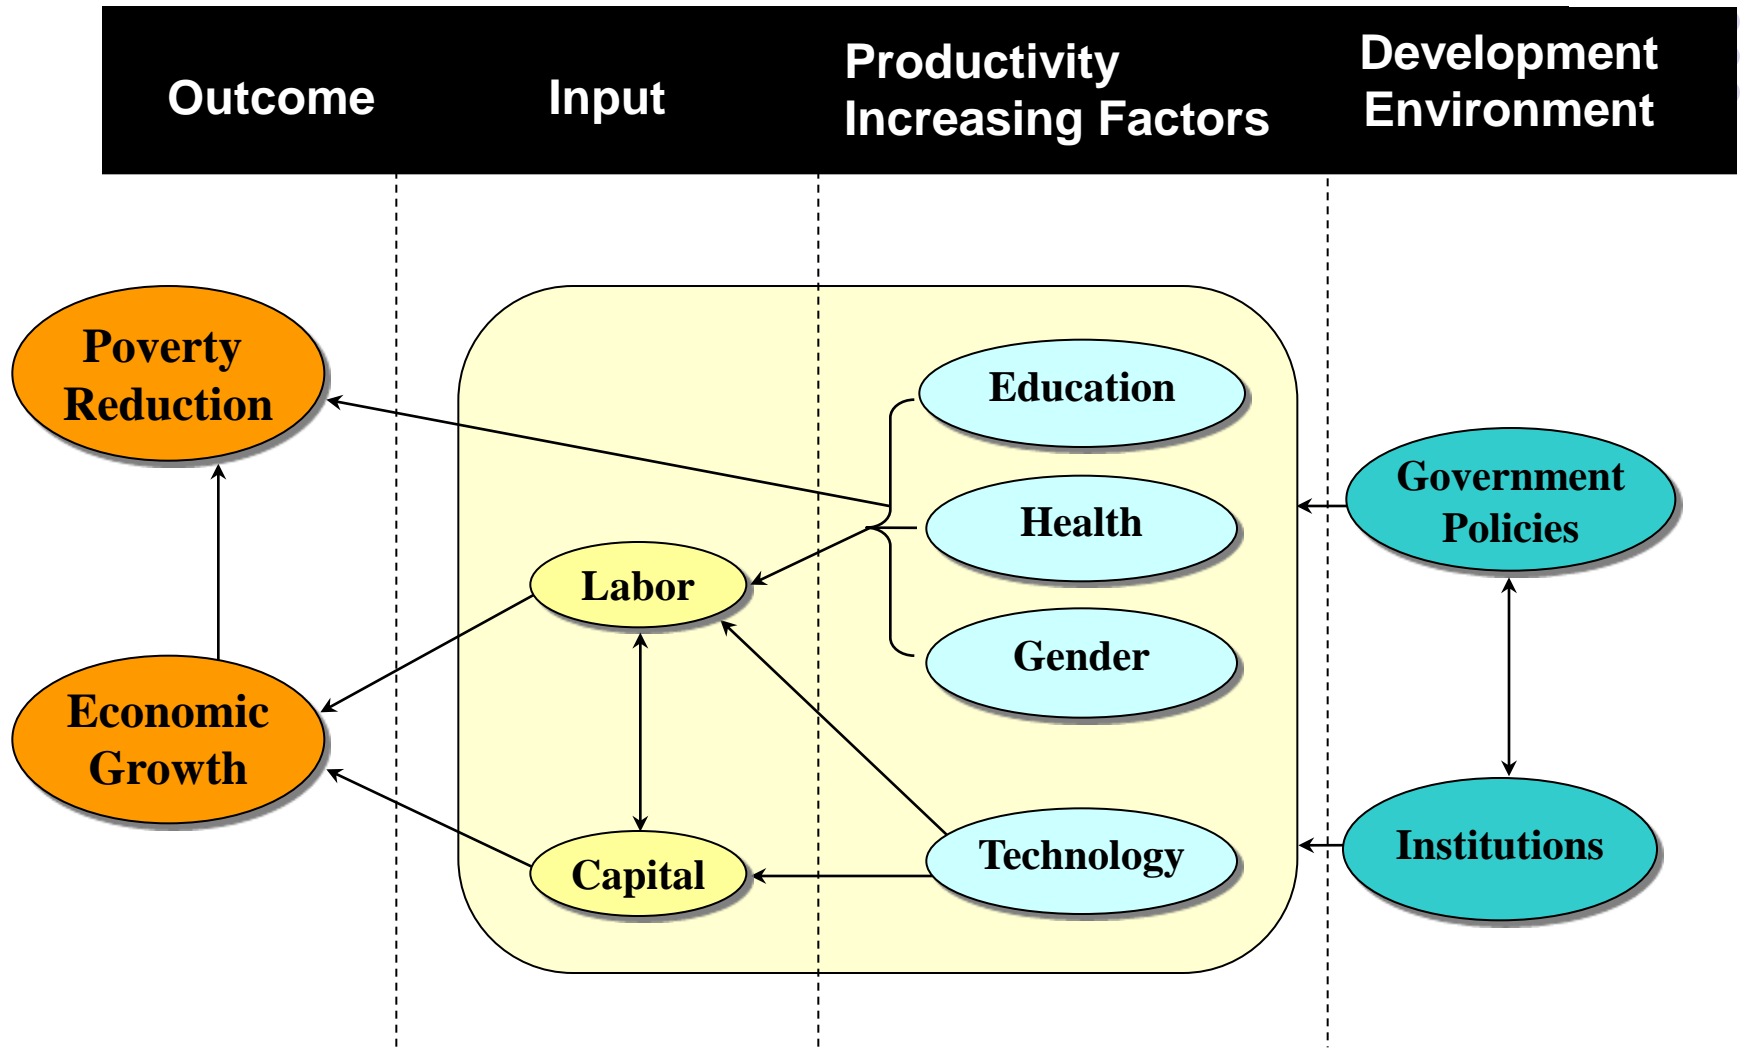 Outcome
Input
Productivity
Increasing Factors
Development
Environment
Poverty
Reduction
Economic
Growth
Labor
Capital
Education
Health
Gender
Technology
Government
Policies
Institutions